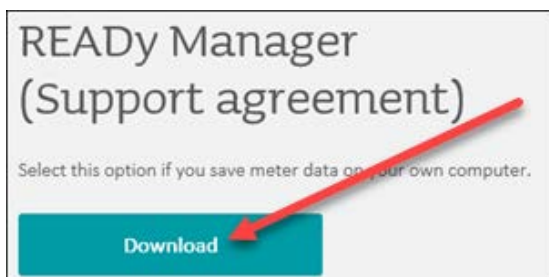 READy Manager
(Support agreement)
Select this option if you save meter data on your own computer.
Download